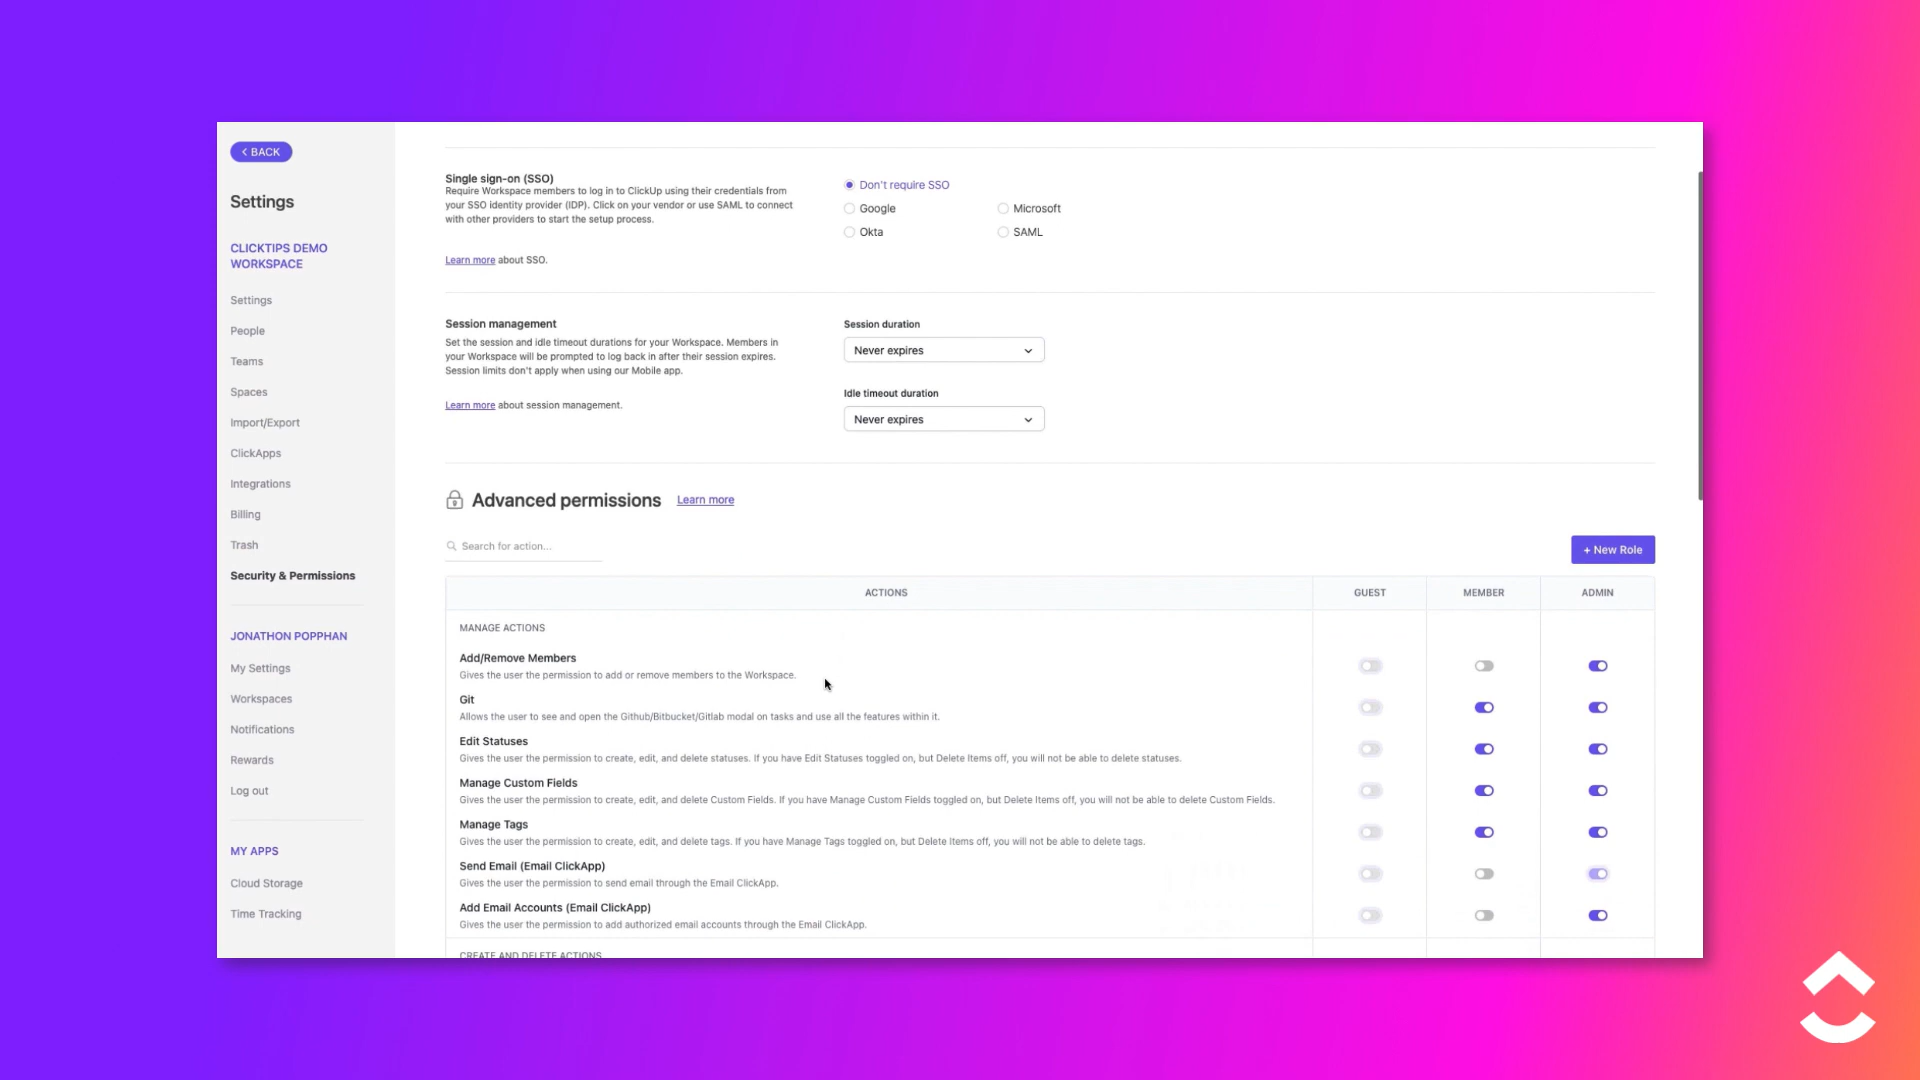 BACK
Settings
CLICKTIPS DEMO
WORKSPACE
Settings
People
Teams
Spaces
Import/Export
ClickApps
Integrations
Billing
Trash
Security & Permissions
JONATHON POPPHAN
My Settings
Workspaces
Notifications
Rewards
Log out
MY APPS
Cloud Storage
Time Tracking
Single sign-on (SSO)
Require Workspace members to log in to ClickUp using their credentials from
your SSO identity provider (IDP). Click on your vendor or use SAML to connect
with other providers to start the setup process.
Learn more about SSO.
Don't require SSO
Google
Microsoft
Okta
SAML
Session management
Set the session and idle timeout durations for your Workspace. Members in
your Workspace will be prompted to log back in after their session expires.
Session limits don't apply when using our Mobile app.
Learn more about session management.
Session duration
Never expires
Idle timeout duration
Never expires
Advanced permissions Learn more
Search for action...
+ New Role
ACTIONS GUEST MEMBER ADMIN
MANAGE ACTIONS
Add/Remove Members
Gives the user the permission to add or remove members to the Workspace.
Git
Allows the user to see and open the Github/Bitbucket/Gitlab modal on tasks and use all the features within it.
Edit Statuses
Gives the user the permission to create, edit, and delete statuses. If you have Edit Statuses toggled on, but Delete Items off, you will not be able to delete statuses.
Manage Custom Fields
Gives the user the permission to create, edit, and delete Custom Fields. If you have Manage Custom Fields toggled on, but Delete Items off, you will not be able to delete Custom Fields.
Manage Tags
Gives the user the permission to create, edit, and delete tags. If you have Manage Tags toggled on, but Delete Items off, you will not be able to delete tags.
Send Email (Email ClickApp)
Gives the user the permission to send email through the Email ClickApp.
Add Email Accounts (Email ClickApp)
Gives the user the permission to add authorized email accounts through the Email ClickApp.
CREATE AND DELETE ACTIONS